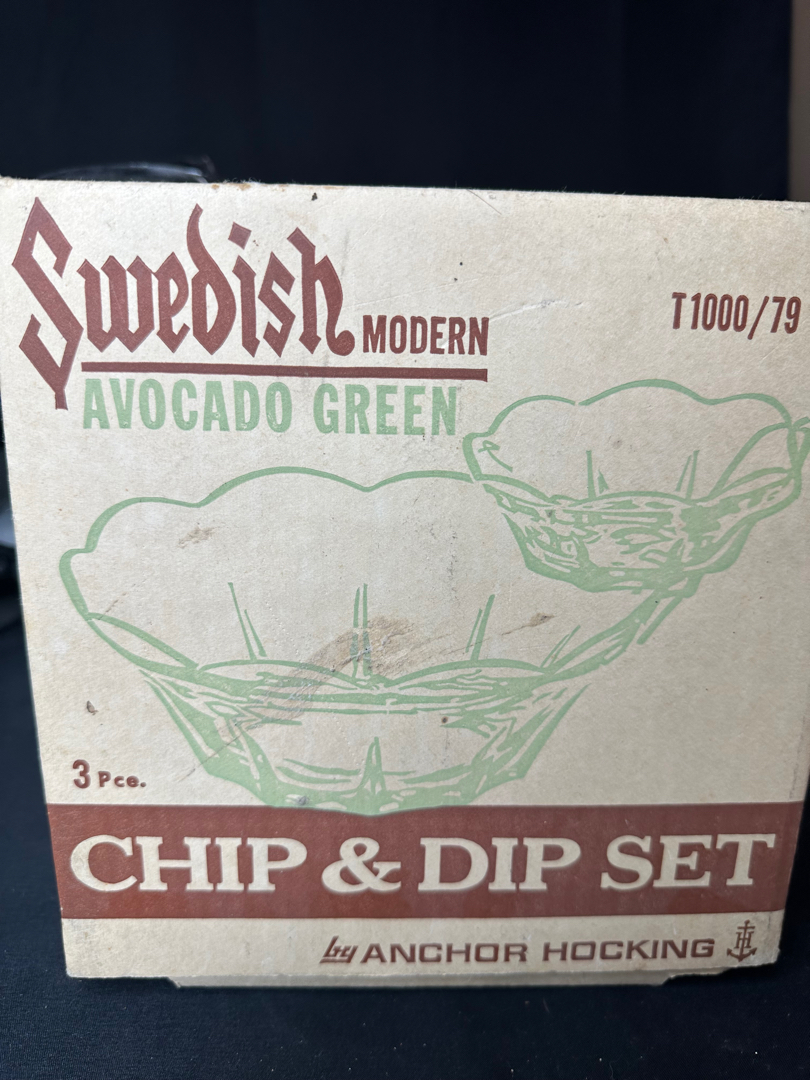 Swedish MODERN
T1000/79
AVOCADO GREEN
3 Pce.
CHIP & DIP SET
by ANCHOR HOCKING